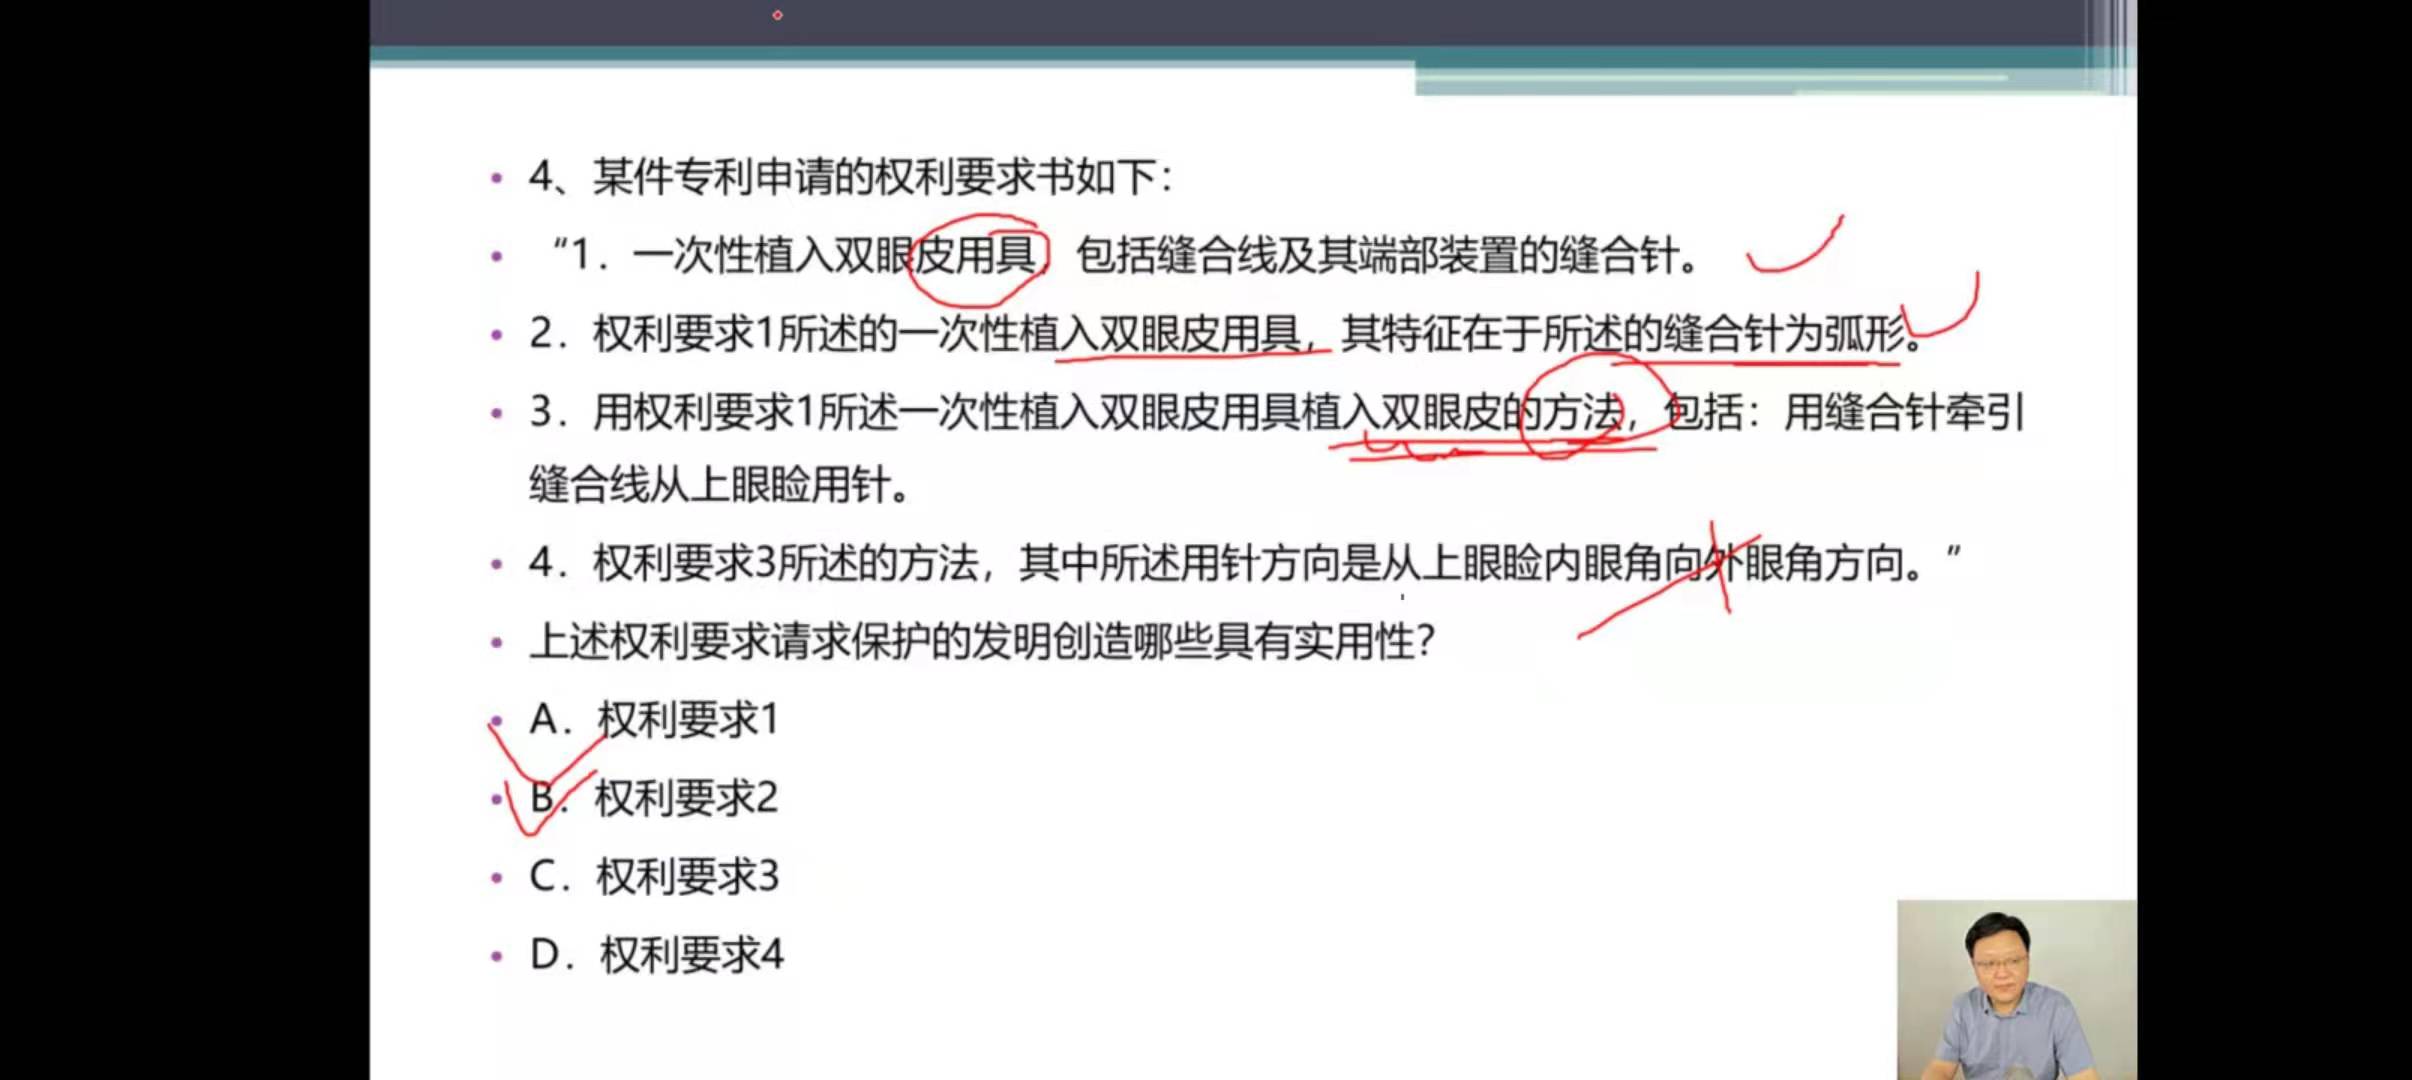 4、某件专利申请的权利要求书如下：
“1．一次性植入双眼皮用具，包括缝合线及其端部装置的缝合针。
2．权利要求1所述的一次性植入双眼皮用具，其特征在于所述的缝合针为弧形。
3．用权利要求1所述一次性植入双眼皮用具植入双眼皮的方法，包括：用缝合针牵引
缝合线从上眼睑用针。
4．权利要求3所述的方法，其中所述用针方向是从上眼睑内眼角向外眼角方向。”
上述权利要求请求保护的发明创造哪些具有实用性？
A．权利要求1
B．权利要求2
C．权利要求3
D．权利要求4